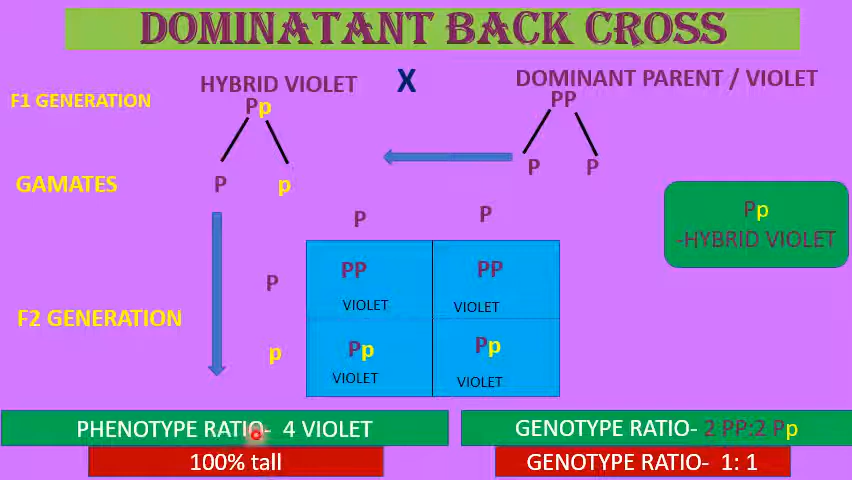 DOMINATANT BACK CROSS
HYBRID VIOLET X DOMINANT PARENT / VIOLET
F1 GENERATION Pp PP
GAMATES P p P P
P P
Pp
-HYBRID VIOLET
P PP PP
VIOLET VIOLET
F2 GENERATION
p Pp Pp
VIOLET VIOLET
PHENOTYPE RATIO- 4 VIOLET GENOTYPE RATIO- 2 PP:2 Pp
100% tall GENOTYPE RATIO- 1: 1